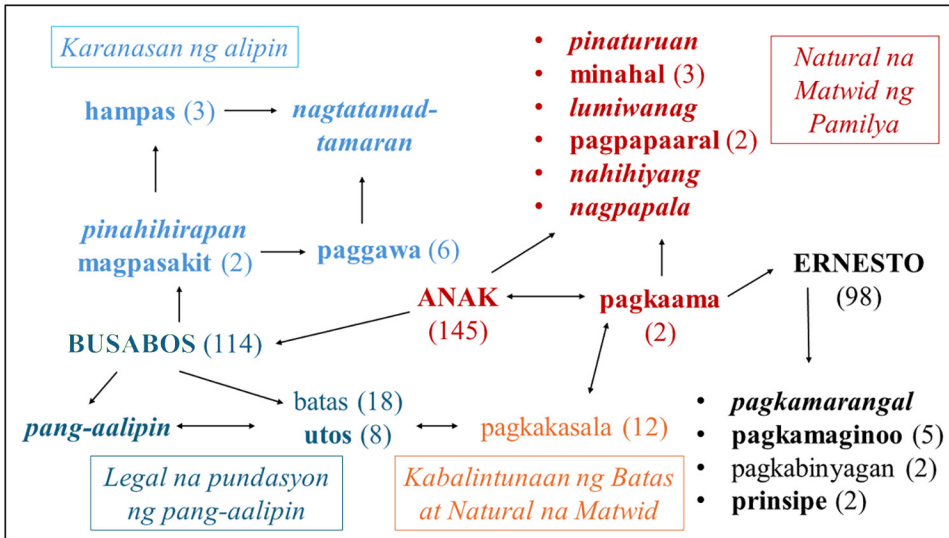 Karanasan ng alipin
hampas (3)
nagtatamad-
tamaran
pinahihirapan
magpasakit (2)
paggawa (6)
BUSABOS (114)
pang-aalipin
batas (18)
utos (8)
Legal na pundasyon
ng pang-aalipin
• pinaturuan
• minahal (3)
• lumiwanag
• pagpapaaral (2)
• nahihiyang
• nagpapala
Natural na
Matwid ng
Pamilya
ANAK
(145)
pagkaama
(2)
ERNESTO
(98)
pagkakasala (12)
Kabalintunaan ng Batas
at Natural na Matwid
• pagkamarangal
• pagkamaginoo (5)
• pagkabinyagan (2)
• prinsipe (2)